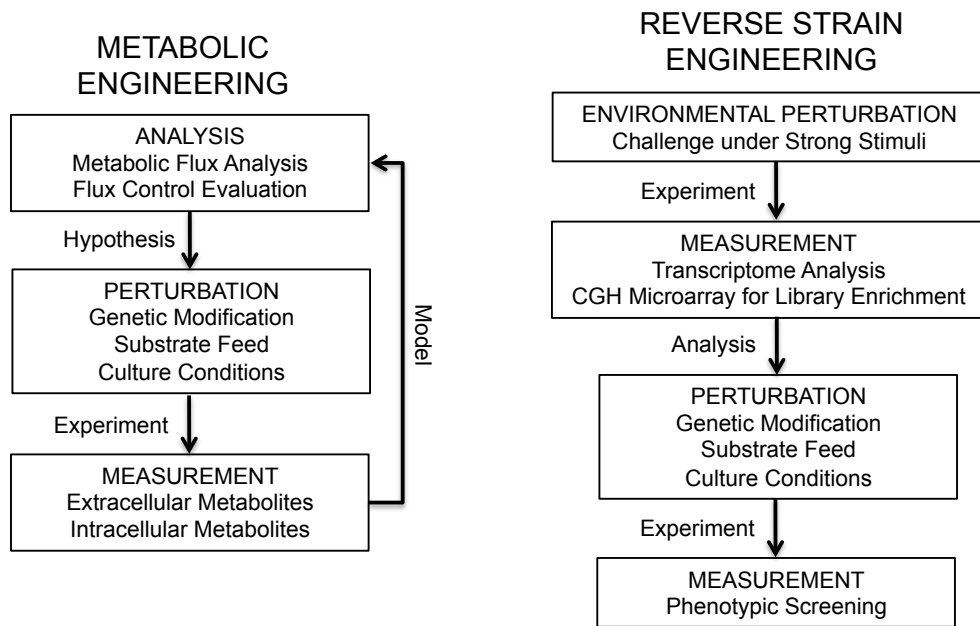 METABOLIC
ENGINEERING
ANALYSIS
Metabolic Flux Analysis
Flux Control Evaluation
Hypothesis
PERTURBATION
Genetic Modification
Substrate Feed
Culture Conditions
Model
Experiment
MEASUREMENT
Extracellular Metabolites
Intracellular Metabolites
REVERSE STRAIN
ENGINEERING
ENVIRONMENTAL PERTURBATION
Challenge under Strong Stimuli
Experiment
MEASUREMENT
Transcriptome Analysis
CGH Microarray for Library Enrichment
Analysis
PERTURBATION
Genetic Modification
Substrate Feed
Culture Conditions
Experiment
MEASUREMENT
Phenotypic Screening